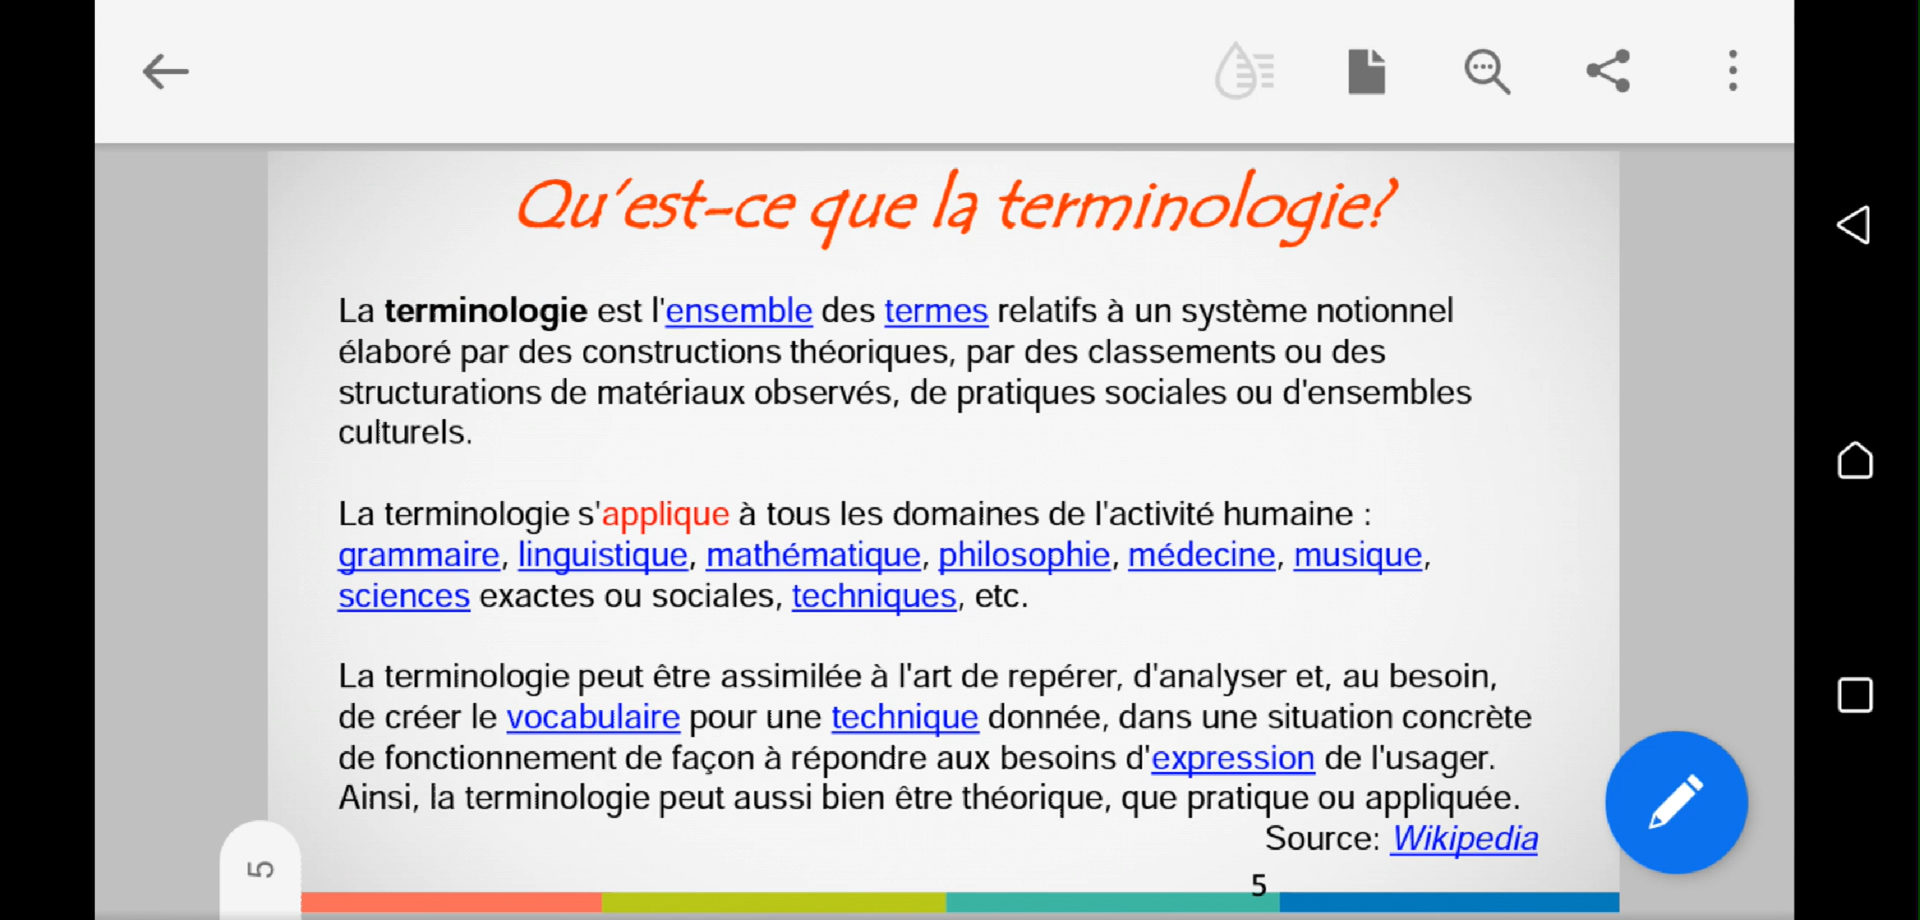 Qu'est-ce que la terminologie?
La terminologie est l'ensemble des termes relatifs à un système notionnel
élaboré par des constructions théoriques, par des classements ou des
structurations de matériaux observés, de pratiques sociales ou d'ensembles
culturels.
La terminologie s'applique à tous les domaines de l'activité humaine :
grammaire, linguistique, mathématique, philosophie, médecine, musique,
sciences exactes ou sociales, techniques, etc.
La terminologie peut être assimilée à l'art de repérer, d'analyser et, au besoin,
de créer le vocabulaire pour une technique donnée, dans une situation concrète
de fonctionnement de façon à répondre aux besoins d'expression de l'usager.
Ainsi, la terminologie peut aussi bien être théorique, que pratique ou appliquée.
Source: Wikipedia
5
5